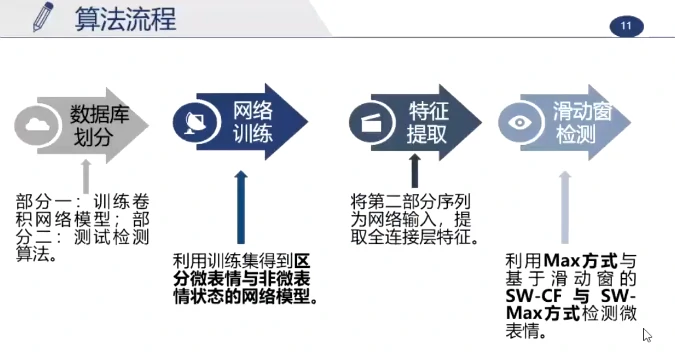 算法流程
11
数据库
划分
网络
训练
特征
提取
滑动窗
检测
部分一：训练卷
积网络模型；部
分二：测试检测
算法。
利用训练集得到区
分微表情与非微表
情状态的网络模型。
将第二部分序列
为网络输入，提
取全连接层特征。
利用Max方式与
基于滑动窗的
SW-CF与SW-
Max方式检测微
表情。